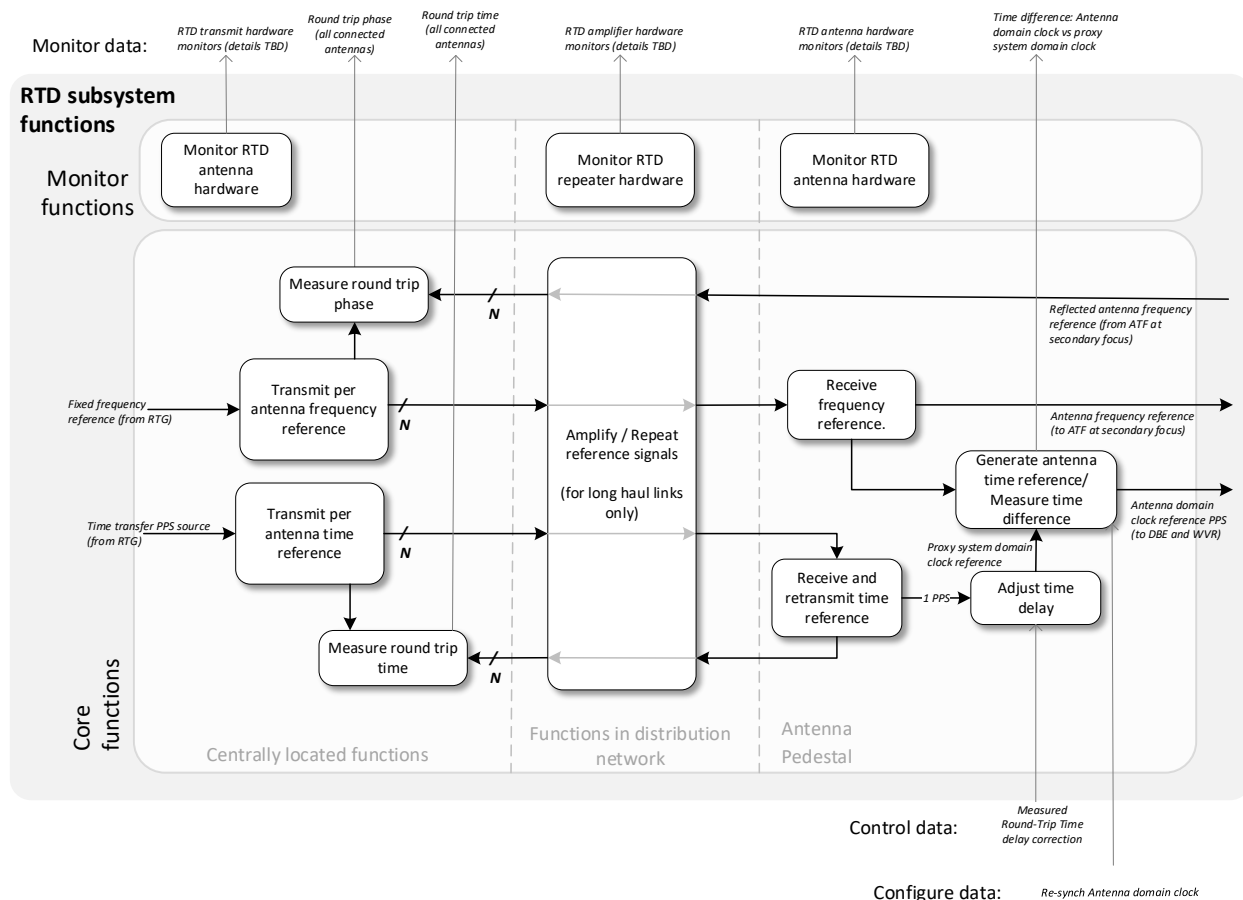 Monitor data:
RTD transmit hardware
monitors (details TBD)
Round trip phase
(all connected
antennas)
Round trip time
(all connected
antennas)
RTD amplifier hardware
monitors (details TBD)
RTD antenna hardware
monitors (details TBD)
Time difference: Antenna
domain clock vs proxy
system domain clock
RTD subsystem
functions
Monitor
functions
Monitor RTD
antenna
hardware
Monitor RTD
repeater hardware
Monitor RTD
antenna hardware
Measure round trip
phase
N
Reflected antenna frequency
reference (from ATF at
secondary focus)
Fixed frequency
reference (from RTG)
Transmit per
antenna frequency
reference
N
Amplify / Repeat
reference signals
(for long haul links
only)
Receive
frequency
reference.
Antenna frequency reference
(to ATF at secondary focus)
Generate antenna
time reference/
Measure time
difference
Antenna domain
clock reference PPS
(to DBE and WVR)
Time transfer PPS source
(from RTG)
Transmit per
antenna time
reference
N
Proxy system domain
clock reference
Receive and
retransmit time
reference
1 PPS
Adjust time
delay
Measure round trip
time
N
Core
functions
Centrally located functions
Functions in distribution
network
Antenna
Pedestal
Control data:
Measured
Round-Trip Time
delay correction
Configure data:
Re-synch Antenna domain clock